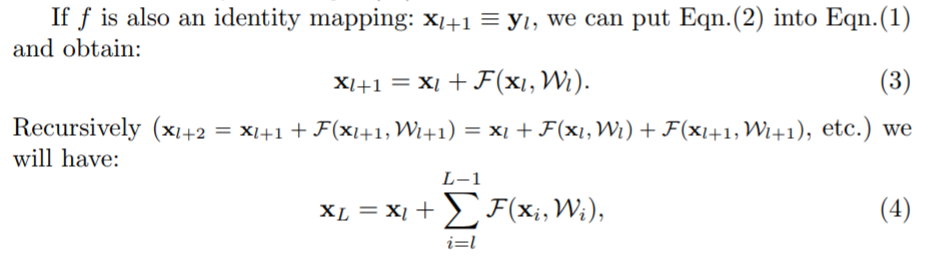 If f is also an identity mapping: x_{l+1} ≡ y_l, we can put Eqn.(2) into Eqn.(1)
and obtain:
x_{l+1} = x_l + F(x_l, W_l). (3)
Recursively (x_{l+2} = x_{l+1} + F(x_{l+1}, W_{l+1}) = x_l + F(x_l, W_l) + F(x_{l+1}, W_{l+1}), etc.) we
will have:
x_L = x_l + \sum_{i=l}^{L-1} F(x_i, W_i), (4)